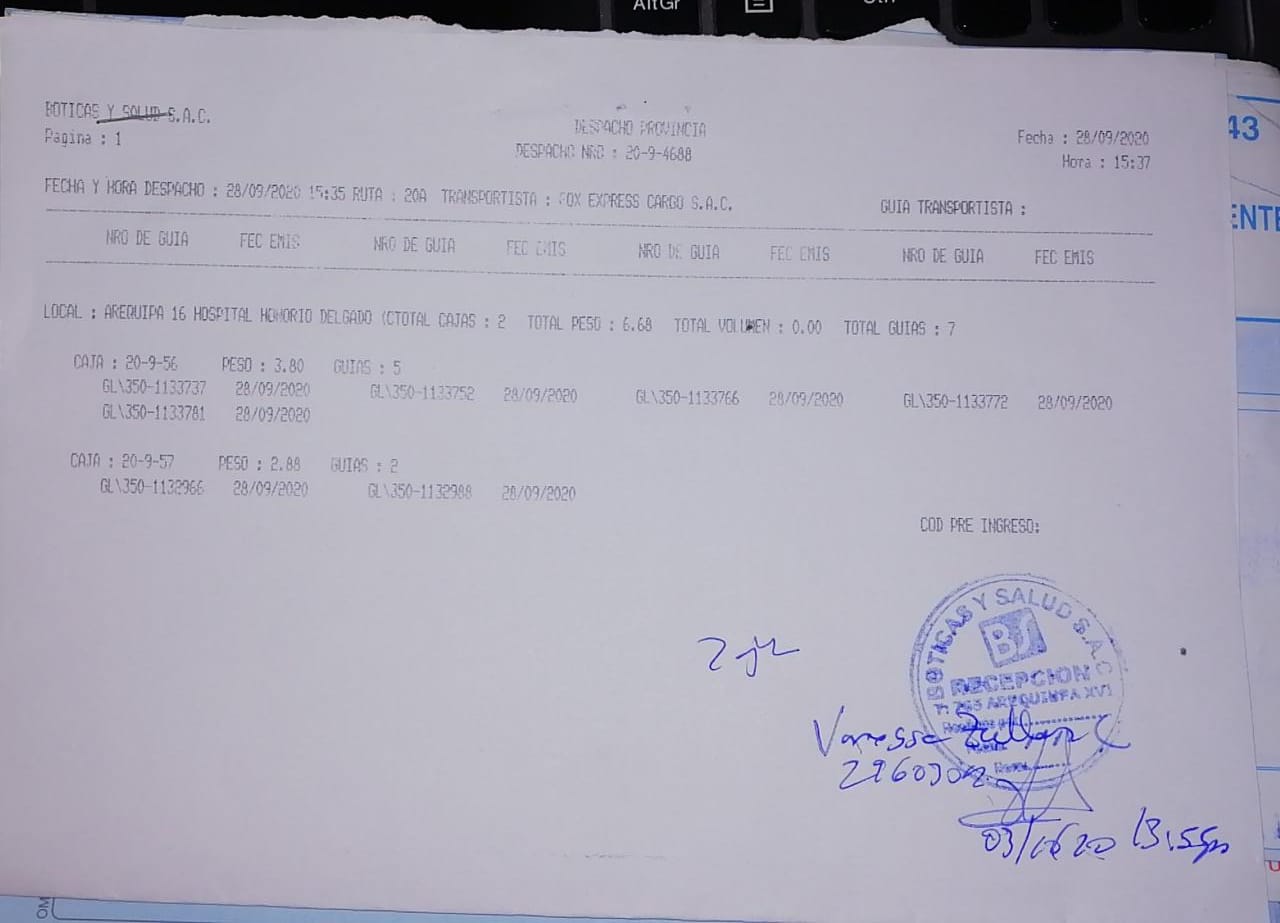 AltGr
BOTICAS Y SALUD S.A.C.
Pagina : 1
DESPACHO PROVINCIA
DESPACHO NRO : 20-9-4688
Fecha : 28/09/2020
Hora : 15:37
FECHA Y HORA DESPACHO : 28/09/2020 15:35 RUTA : 20A TRANSPORTISTA : FOX EXPRESS CARGO S.A.C. GUIA TRANSPORTISTA :
NRO DE GUIA FEC EMIS NRO DE GUIA FEC EMIS NRO DE GUIA FEC EMIS NRO DE GUIA FEC EMIS
LOCAL : AREQUIPA 16 HOSPITAL HONORIO DELGADO (CTOTAL CAJAS : 2 TOTAL PESO : 6.68 TOTAL VOLUMEN : 0.00 TOTAL GUIAS : 7
CAJA : 20-9-56 PESO : 3.80 GUIAS : 5
GL\350-1133737 28/09/2020 GL\350-1133752 28/09/2020 GL\350-1133766 28/09/2020 GL\350-1133772 28/09/2020
GL\350-1133781 28/09/2020
CAJA : 20-9-57 PESO : 2.88 GUIAS : 2
GL\350-1132966 28/09/2020 GL\350-1132988 28/09/2020
COD PRE INGRESO:
BOTICAS Y SALUD S.A.C
BS
RECEPCION
AREQUIPA XVI
Vanessa
43
ENTE